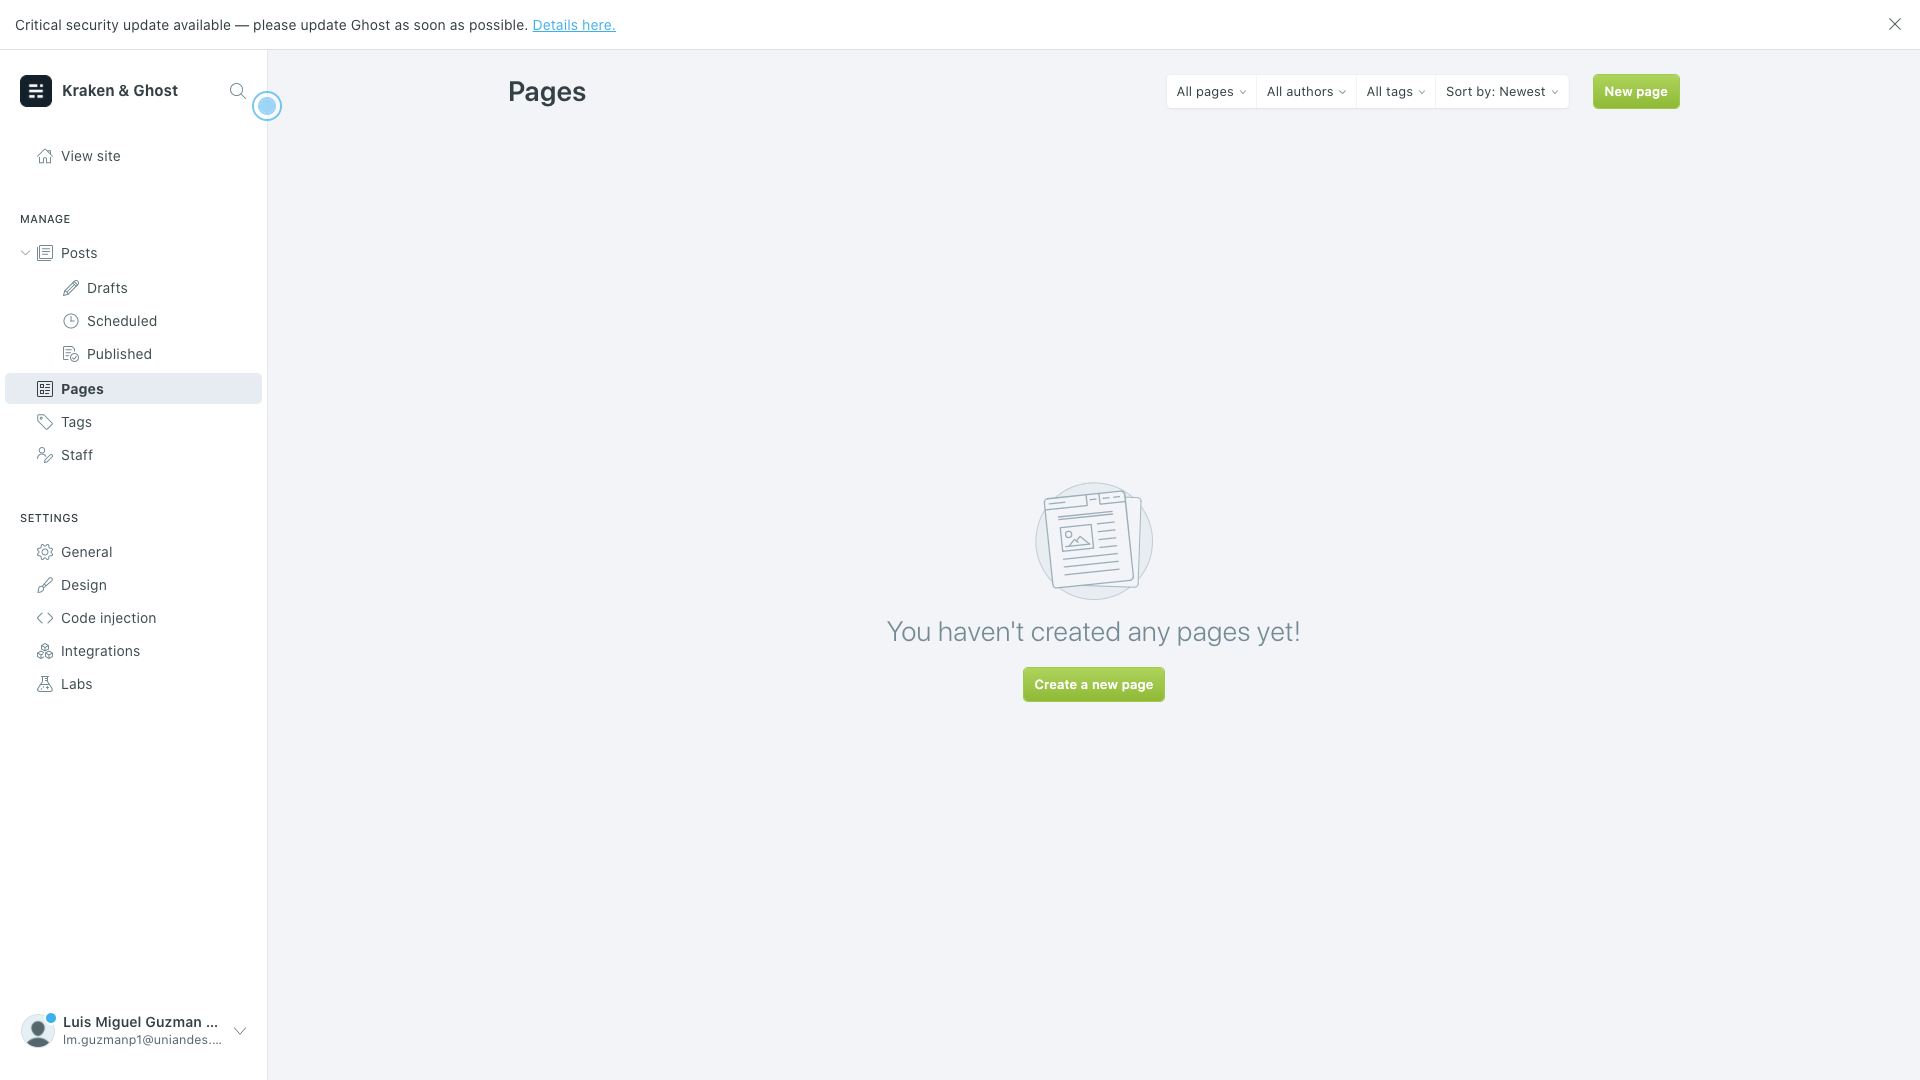 Critical security update available — please update Ghost as soon as possible. Details here.
Kraken & Ghost
View site
MANAGE
Posts
Drafts
Scheduled
Published
Pages
Tags
Staff
SETTINGS
General
Design
Code injection
Integrations
Labs
Luis Miguel Guzman ...
lm.guzmanp1@uniandes....
Pages
All pages
All authors
All tags
Sort by: Newest
New page
You haven't created any pages yet!
Create a new page